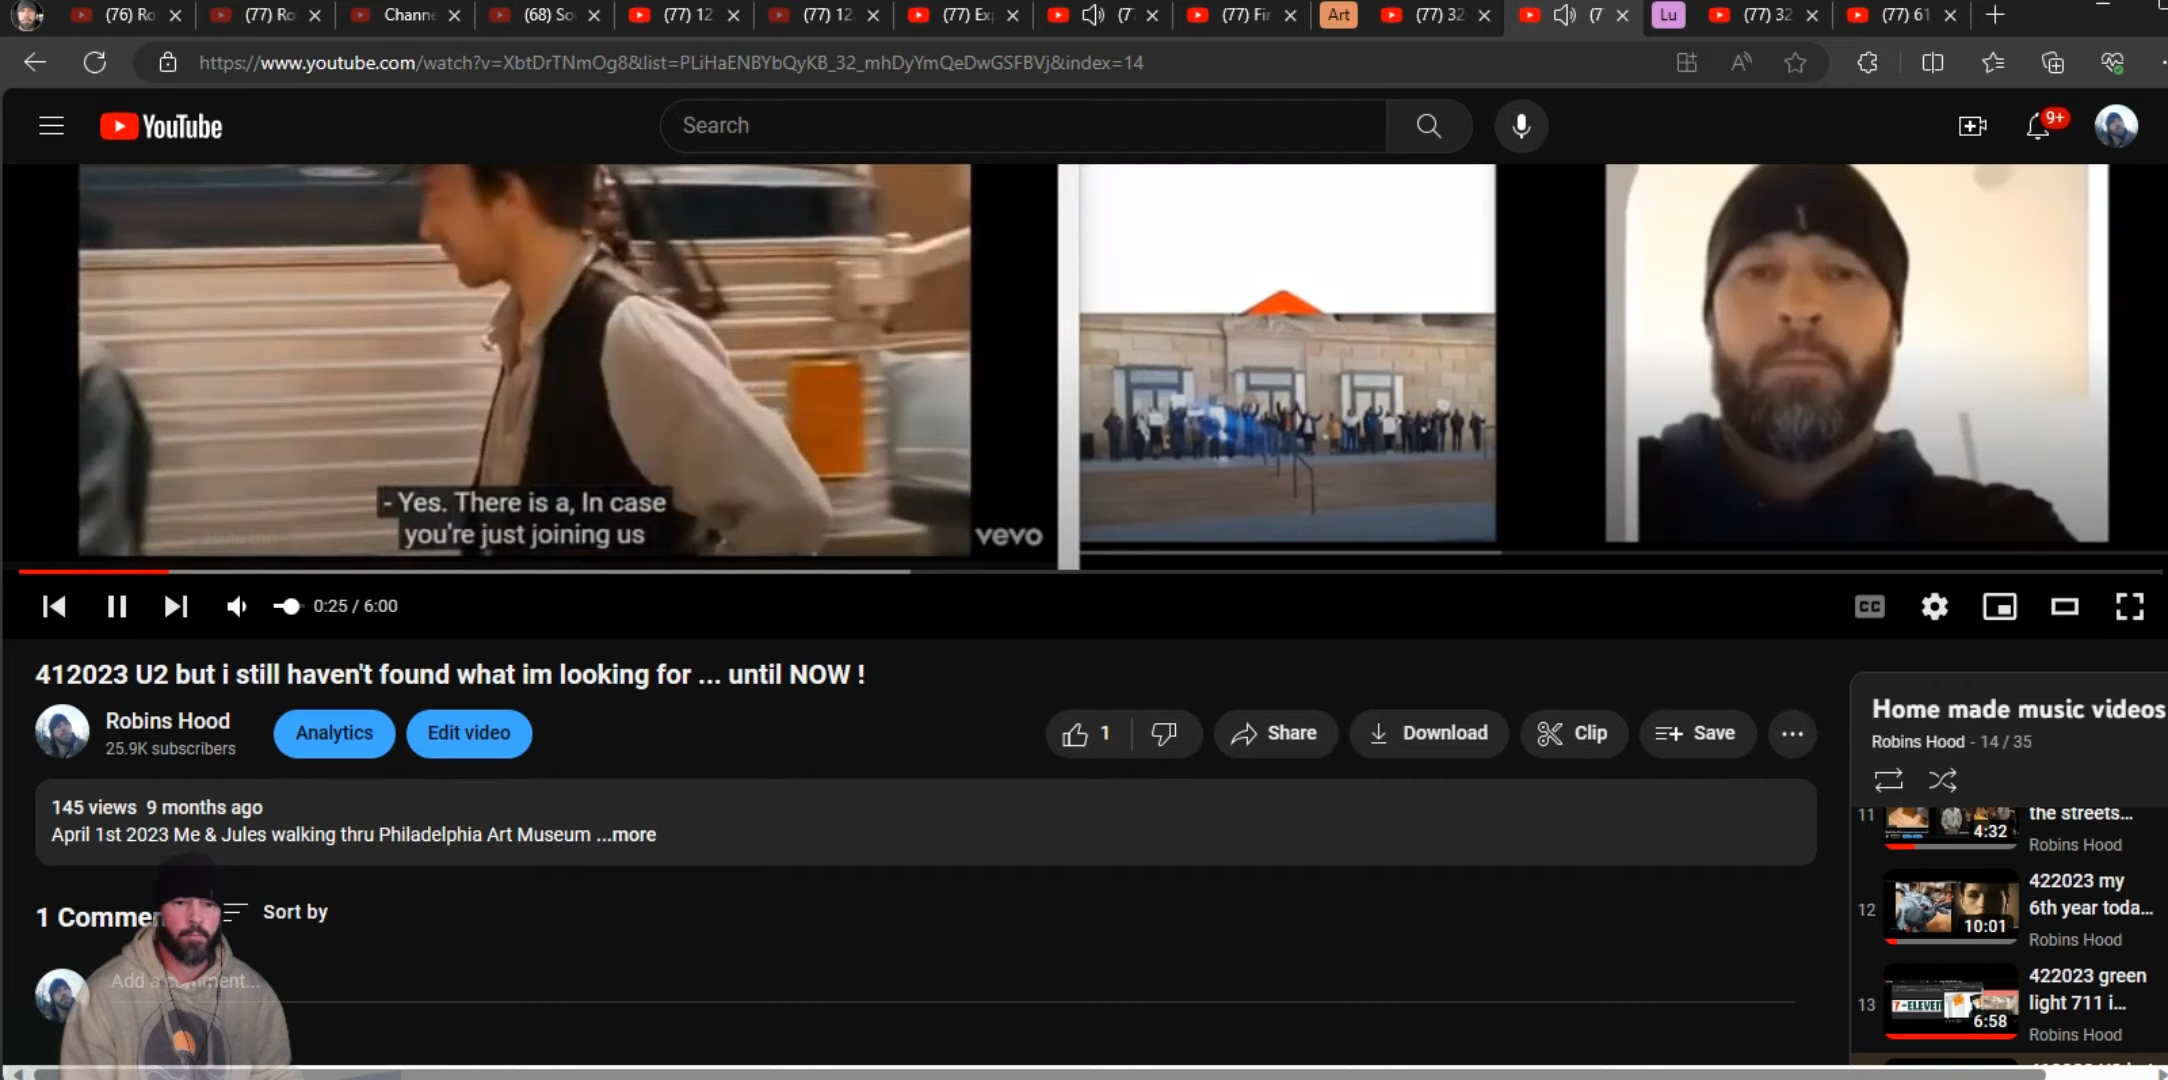 (76) Ro
(77) Ro
Channe
(68) So
(77) 12
(77) 12
(77) Ex
(7
(77) Fir
Art
(77) 32
(7
Lu
(77) 32
(77) 61
https://www.youtube.com/watch?v=XbtDrTNmOg8&list=PLiHaENBYbQyKB_32_mhDyYmQeDwGSFBVj&index=14
YouTube
Search
9+
- Yes. There is a, In case
you're just joining us
vevo
0:25 / 6:00
CC
412023 U2 but i still haven't found what im looking for ... until NOW !
Robins Hood
25.9K subscribers
Analytics
Edit video
1
Share
Download
Clip
Save
145 views 9 months ago
April 1st 2023 Me & Jules walking thru Philadelphia Art Museum ...more
1 Commen
Sort by
Add a comment...
Home made music videos
Robins Hood - 14 / 35
11
4:32
the streets...
Robins Hood
12
10:01
422023 my
6th year toda...
Robins Hood
13
7-ELEVEN
6:58
422023 green
light 711 i...
Robins Hood